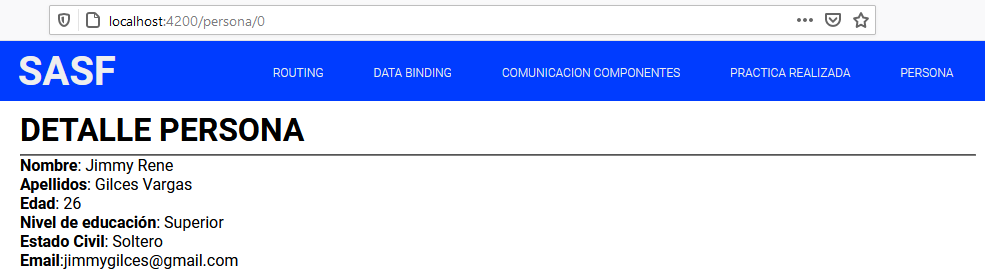 localhost:4200/persona/0
SASF ROUTING DATA BINDING COMUNICACION COMPONENTES PRACTICA REALIZADA PERSONA
DETALLE PERSONA
Nombre: Jimmy Rene
Apellidos: Gilces Vargas
Edad: 26
Nivel de educación: Superior
Estado Civil: Soltero
Email:jimmygilces@gmail.com